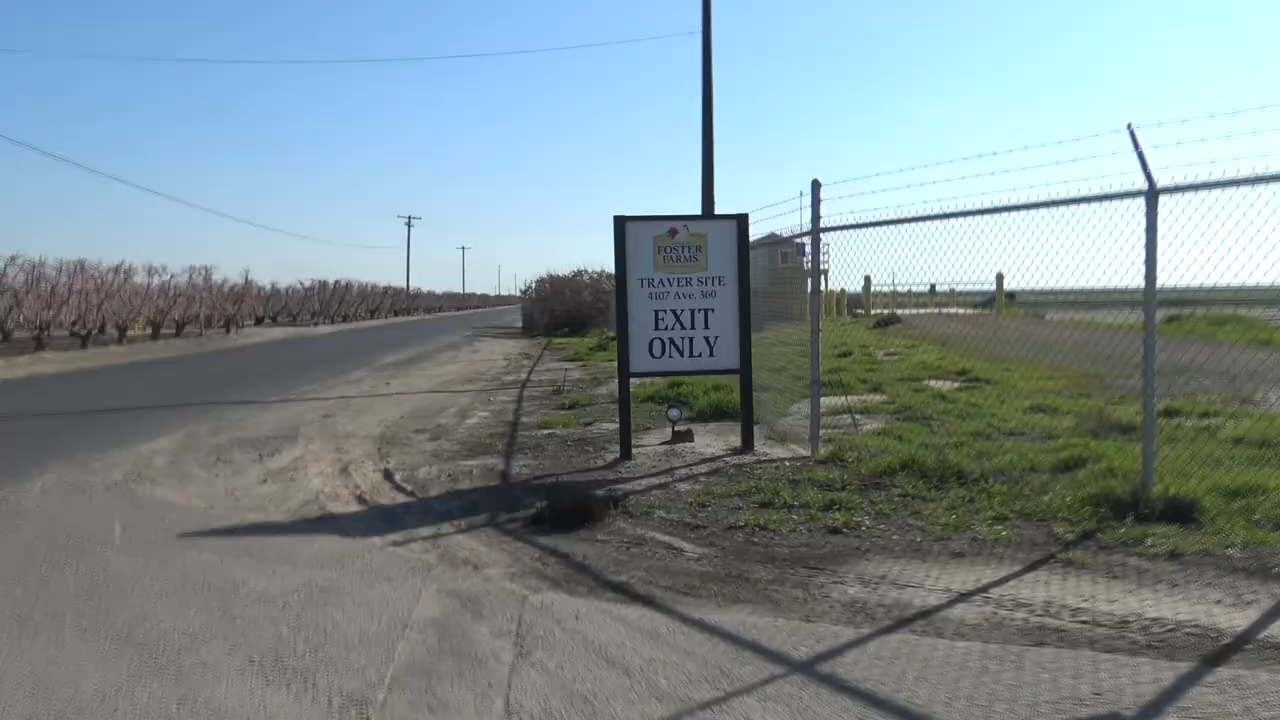 FOSTER
FARMS
TRAVER SITE
4107 Ave. 360
EXIT
ONLY